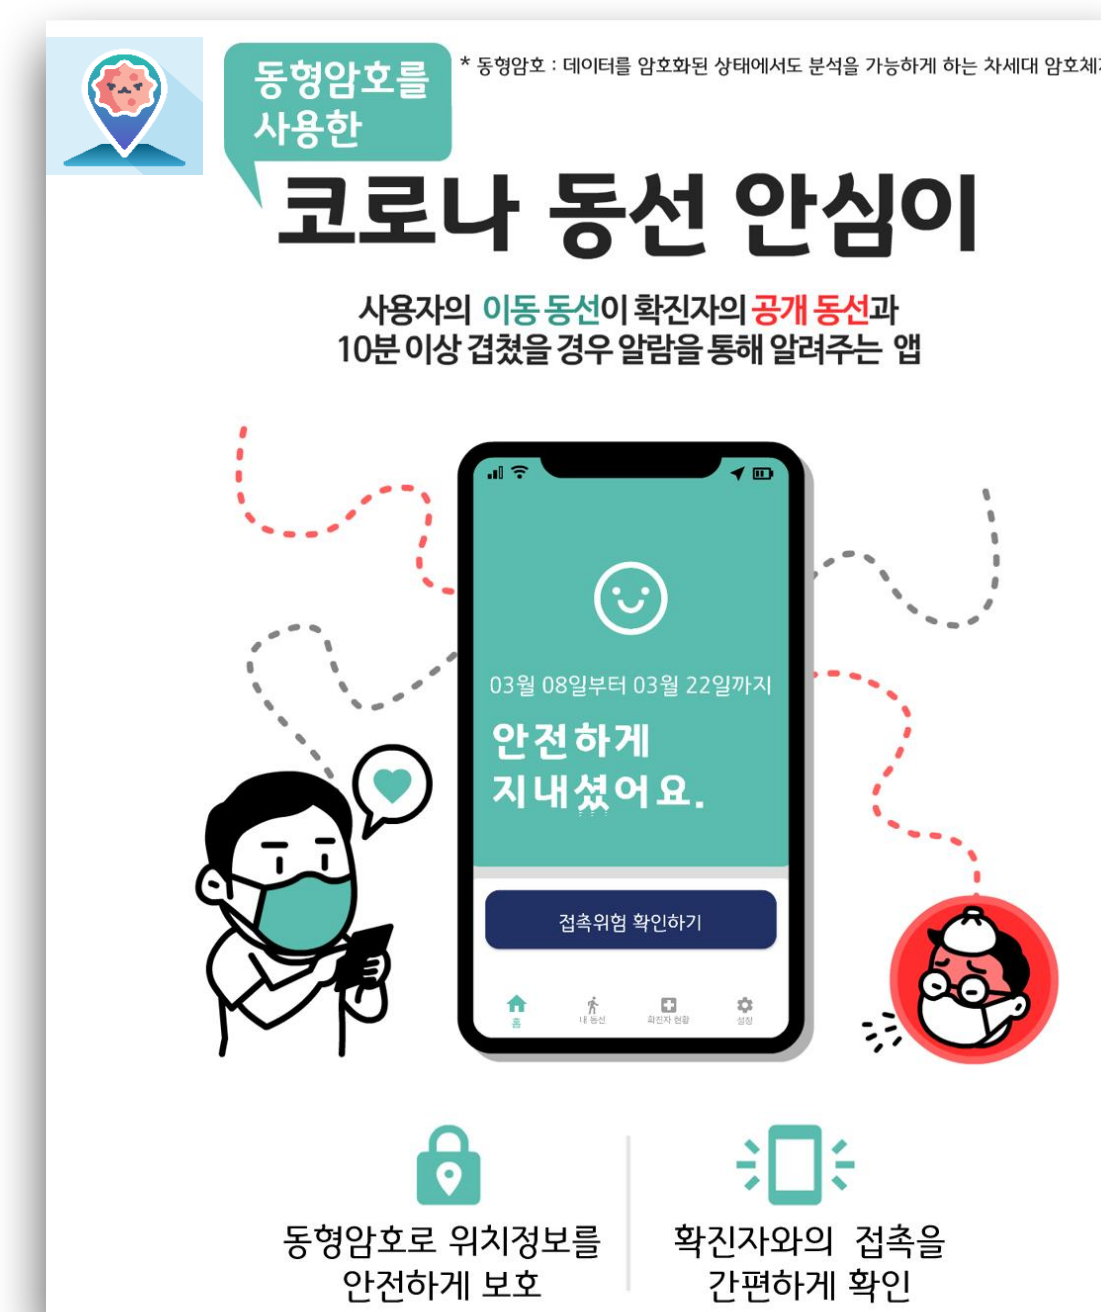 동형암호를
사용한
* 동형암호 : 데이터를 암호화된 상태에서도 분석을 가능하게 하는 차세대
코로나 동선 안심이
사용자의 이동 동선이 확진자의 공개 동선과
10분 이상 겹쳤을 경우 알람을 통해 알려주는 앱
03월 08일부터 03월 22일까지
안전하게
지내셨어요.
접촉위험 확인하기
홈 내 동선 확진자 현황 설정
동형암호로 위치정보를
안전하게 보호
확진자와의 접촉을
간편하게 확인